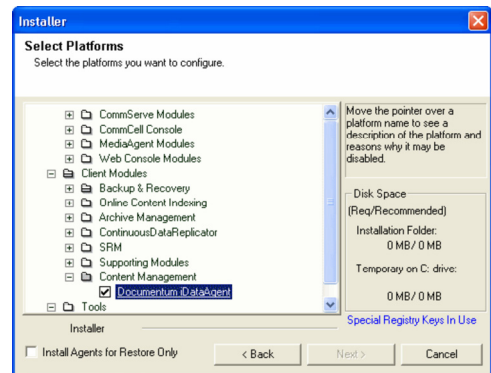 Installer
Select Platforms
Select the platforms you want to configure.
CommServe Modules
CommCell Console
MediaAgent Modules
Web Console Modules
Client Modules
Backup & Recovery
Online Content Indexing
Archive Management
ContinuousDataReplicator
SRM
Supporting Modules
Content Management
Documentum iDataAgent
Tools
Move the pointer over a
platform name to see a
description of the platform and
reasons why it may be
disabled.
Disk Space
(Req/Recommended)
Installation Folder:
0 MB/ 0 MB
Temporary on C: drive:
0 MB/ 0 MB
Special Registry Keys In Use
Installer
Install Agents for Restore Only
< Back
Next >
Cancel